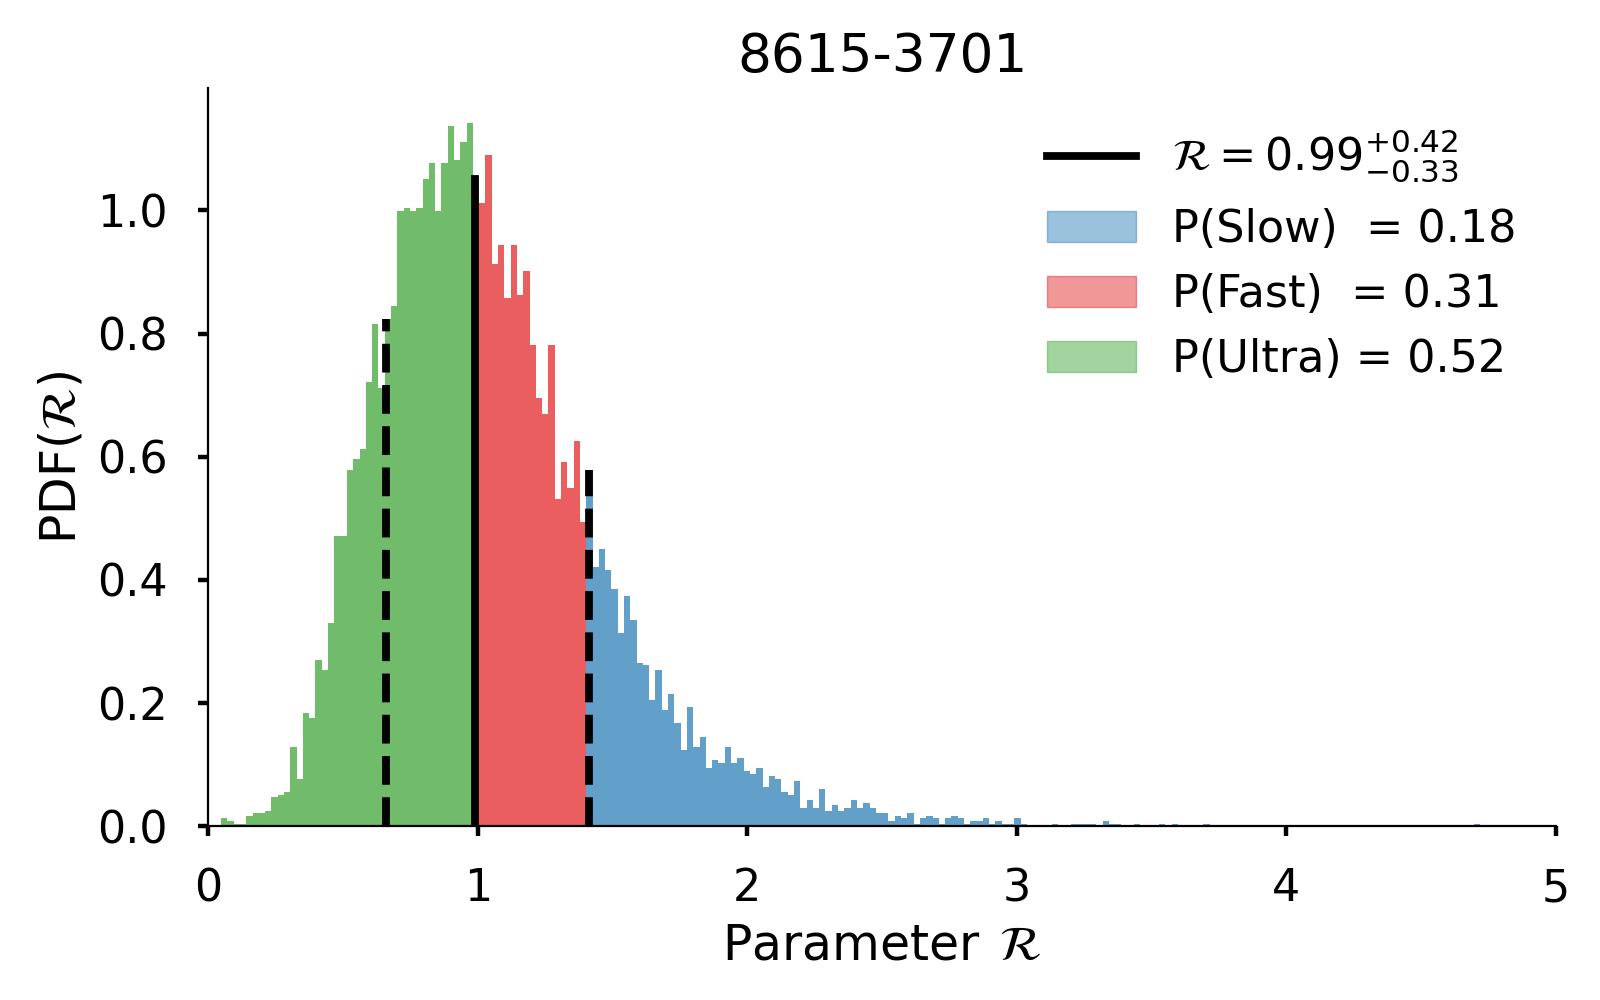 8615-3701
ℛ = 0.99 +0.42 −0.33
P(Slow) = 0.18
P(Fast) = 0.31
P(Ultra) = 0.52
PDF(ℛ)
1.0
0.8
0.6
0.4
0.2
0.0
0 1 2 3 4 5
Parameter ℛ